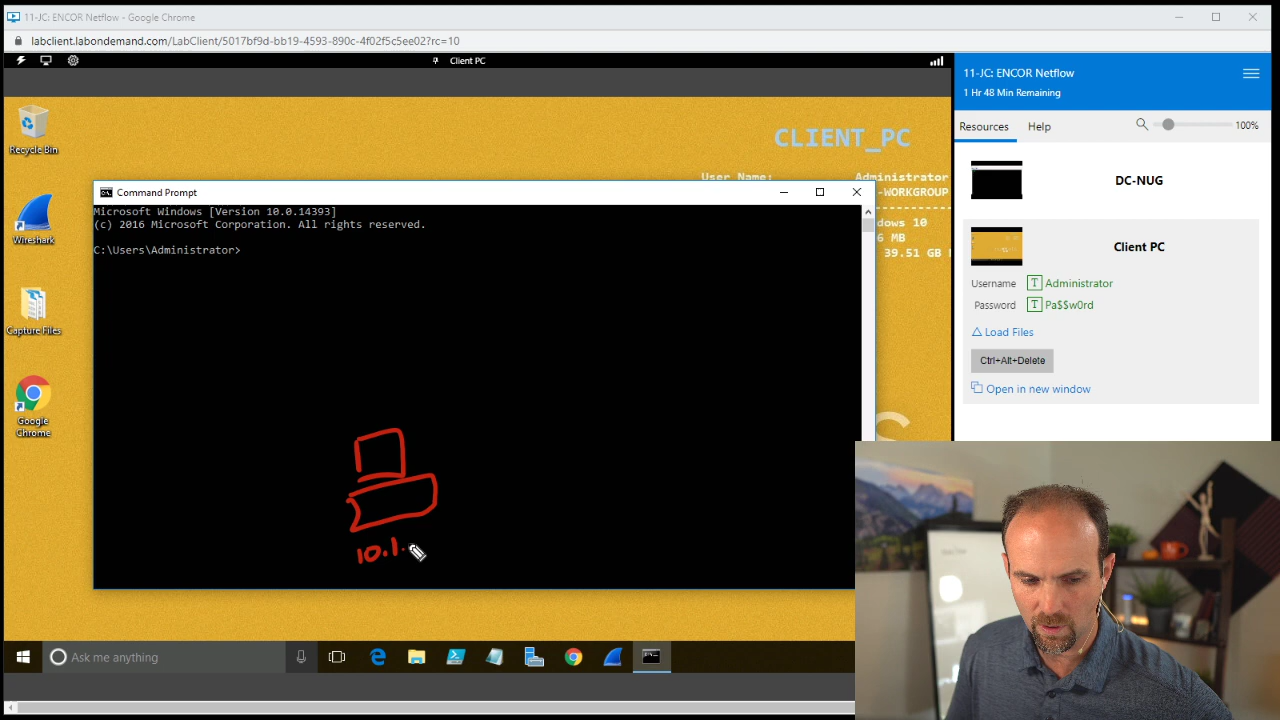 11-JC: ENCOR Netflow - Google Chrome
labclient.labondemand.com/LabClient/5017bf9d-bb19-4593-890c-4f02f5c5ee02?rc=10
Client PC
11-JC: ENCOR Netflow
1 Hr 48 Min Remaining
Resources Help 100%
DC-NUG
Client PC
Username T Administrator
Password T Pa$$w0rd
Load Files
Ctrl+Alt+Delete
Open in new window
Recycle Bin
Wireshark
Capture Files
Google
Chrome
CLIENT_PC
User Name: Administrator
-WORKGROUP
dows 10
6 MB
39.51 GB
Command Prompt
Microsoft Windows [Version 10.0.14393]
(c) 2016 Microsoft Corporation. All rights reserved.
C:\Users\Administrator>
10.1.
Ask me anything